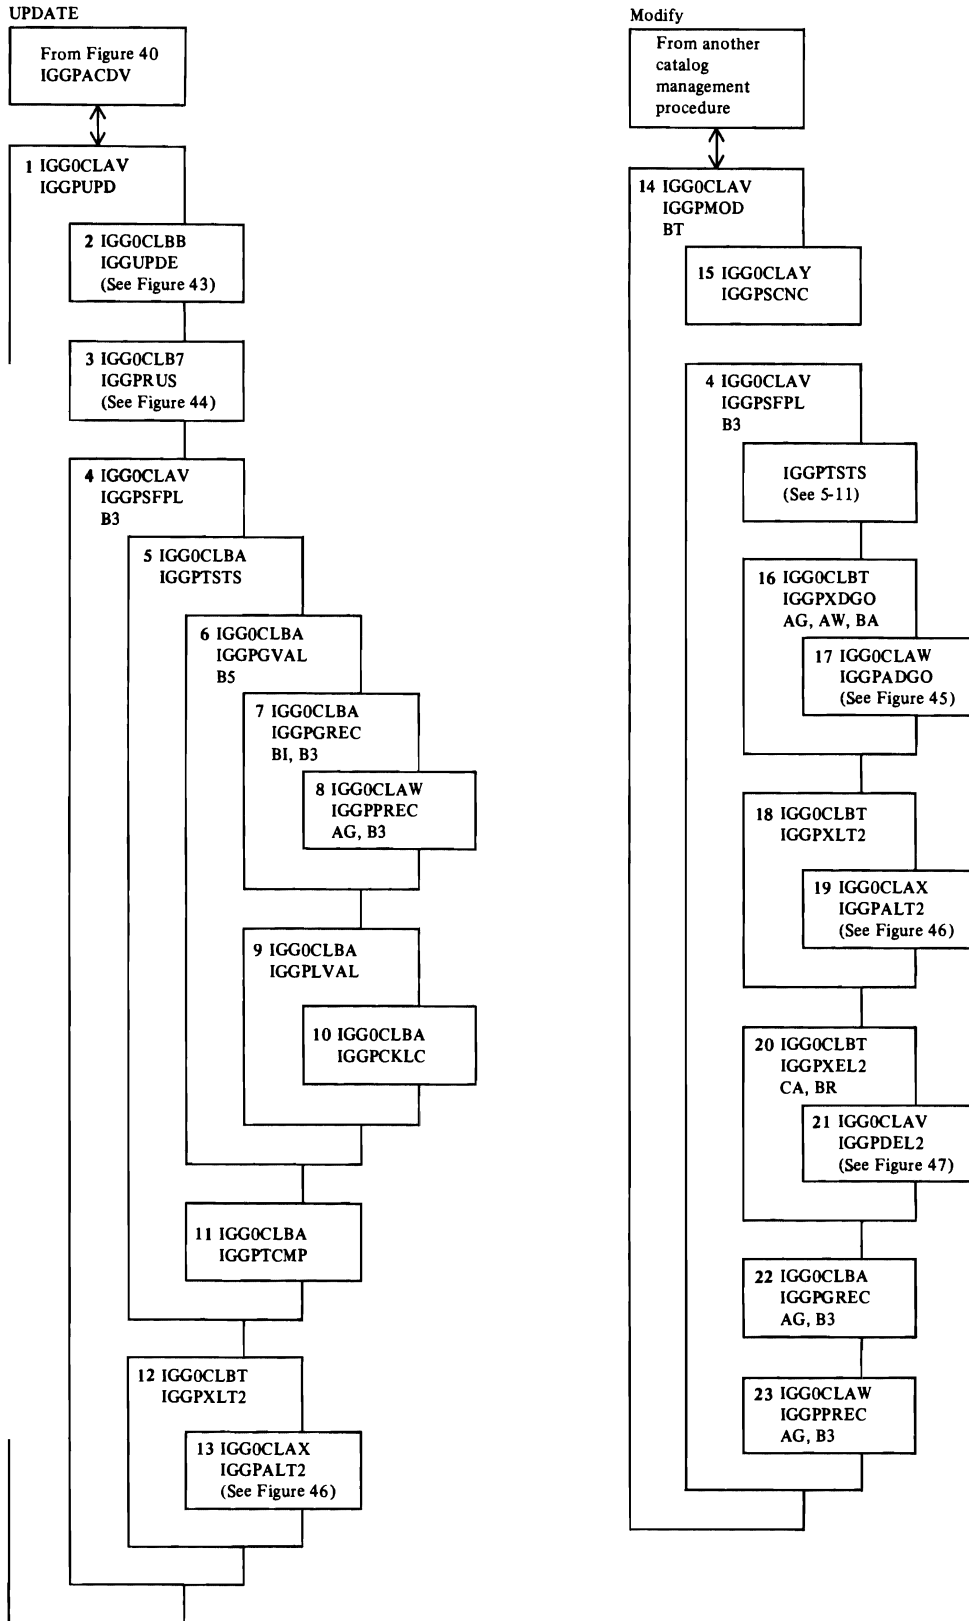 UPDATE
From Figure 40
IGGPACDV
1 IGG0CLAV
IGGPUPD
2 IGG0CLBB
IGGUPDE
(See Figure 43)
3 IGG0CLB7
IGGPRUS
(See Figure 44)
4 IGG0CLAV
IGGPSFPL
B3
5 IGG0CLBA
IGGPTSTS
6 IGG0CLBA
IGGPGVAL
B5
7 IGG0CLBA
IGGPGREC
BI, B3
8 IGG0CLAW
IGGPPREC
AG, B3
9 IGG0CLBA
IGGPLVAL
10 IGG0CLBA
IGGPCKLC
11 IGG0CLBA
IGGPTCMP
12 IGG0CLBT
IGGPXLT2
13 IGG0CLAX
IGGPALT2
(See Figure 46)
Modify
From another
catalog
management
procedure
14 IGG0CLAV
IGGPMOD
BT
15 IGG0CLAY
IGGPSCNC
4 IGG0CLAV
IGGPSFPL
B3
IGGPTSTS
(See 5-11)
16 IGG0CLBT
IGGPXDGO
AG, AW, BA
17 IGG0CLAW
IGGPADGO
(See Figure 45)
18 IGG0CLBT
IGGPXLT2
19 IGG0CLAX
IGGPALT2
(See Figure 46)
20 IGG0CLBT
IGGPXEL2
CA, BR
21 IGG0CLAV
IGGPDEL2
(See Figure 47)
22 IGG0CLBA
IGGPGREC
AG, B3
23 IGG0CLAW
IGGPPREC
AG, B3